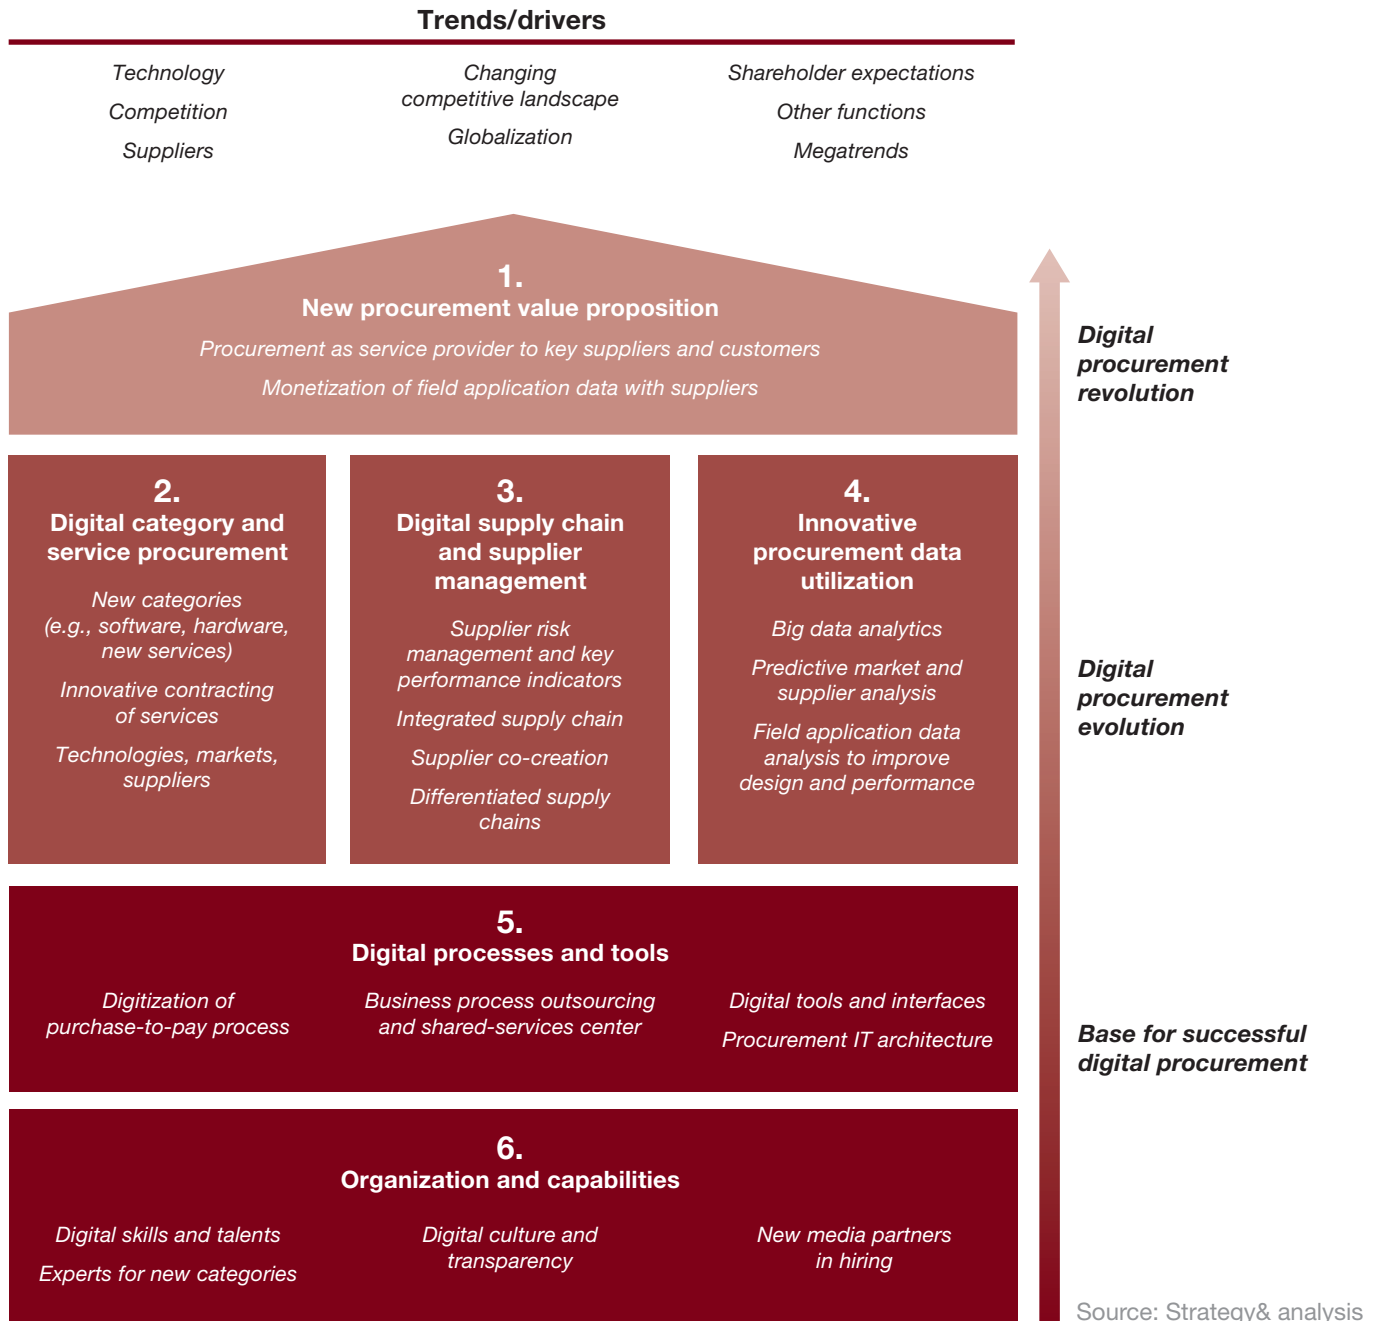 Trends/drivers
Technology
Competition
Suppliers
Changing
competitive landscape
Globalization
Shareholder expectations
Other functions
Megatrends
1.
New procurement value proposition
Procurement as service provider to key suppliers and customers
Monetization of field application data with suppliers
Digital
procurement
revolution
2.
Digital category and
service procurement
New categories
(e.g., software, hardware,
new services)
Innovative contracting
of services
Technologies, markets,
suppliers
3.
Digital supply chain
and supplier
management
Supplier risk
management and key
performance indicators
Integrated supply chain
Supplier co-creation
Differentiated supply
chains
4.
Innovative
procurement data
utilization
Big data analytics
Predictive market and
supplier analysis
Field application data
analysis to improve
design and performance
Digital
procurement
evolution
5.
Digital processes and tools
Digitization of
purchase-to-pay process
Business process outsourcing
and shared-services center
Digital tools and interfaces
Procurement IT architecture
Base for successful
digital procurement
6.
Organization and capabilities
Digital skills and talents
Experts for new categories
Digital culture and
transparency
New media partners
in hiring
Source: Strategy& analysis